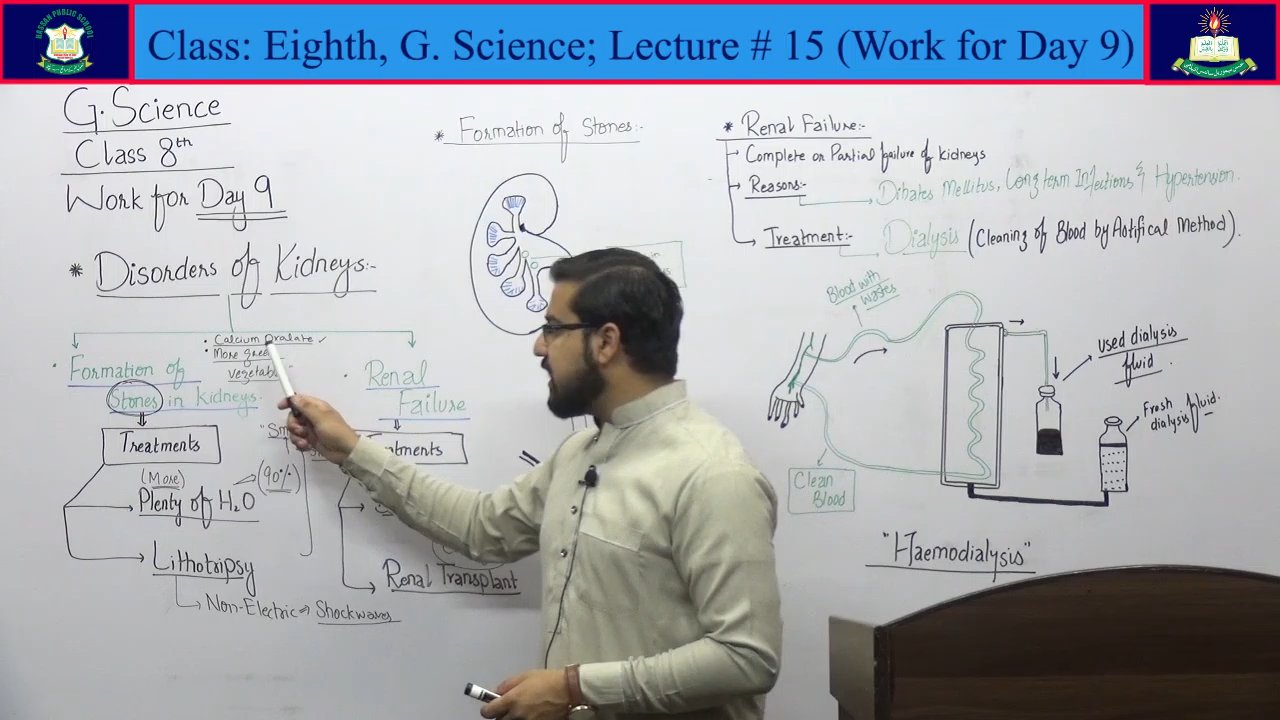 HASSAN PUBLIC SCHOOL
Class: Eighth, G. Science; Lecture # 15 (Work for Day 9)
G. Science
Class 8th
Work for Day 9
* Disorders of Kidneys:-
Calcium Oxalate ✓
More
Formation of
Stones in kidneys.
Treatments
(More)
Plenty of H₂O
(90%)
Lithotripsy
Non-Electric ⇒ Shockwaves
Renal
Failure
Renal Transplant
* Formation of Stones:-
* Renal Failure:-
Complete or Partial failure of kidneys
Reasons:-
Dibates Mellitus, Long term Infections & Hypertension.
Treatment:-
Dialysis (Cleaning of Blood by Artifical Method).
Blood with
Wastes
Clean
Blood
used dialysis
fluid.
Fresh
dialysis fluid.
"Haemodialysis"